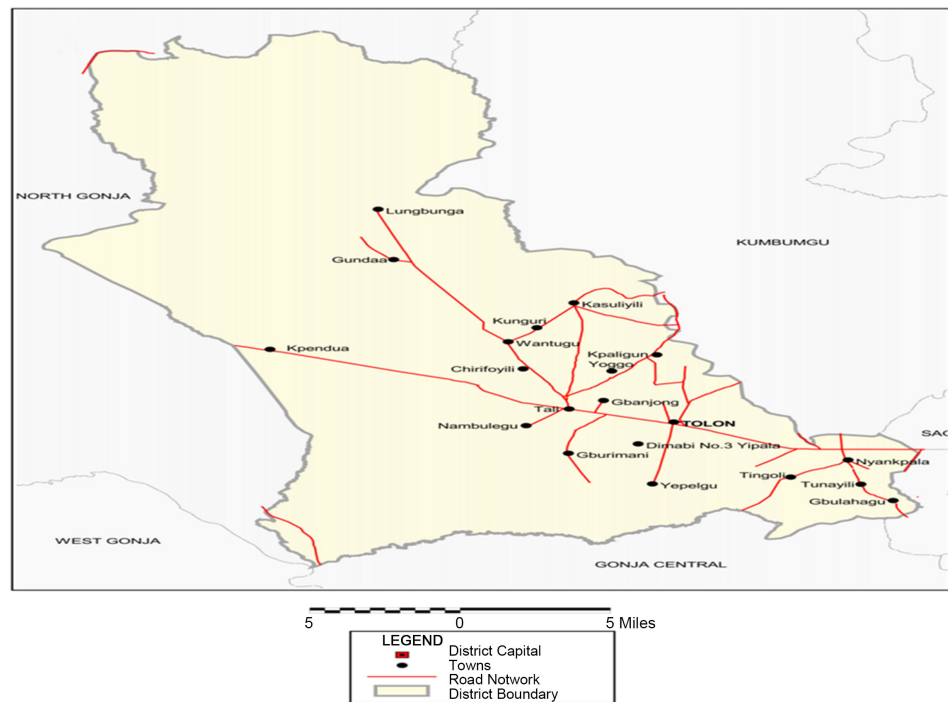 NORTH GONJA
Lungbunga
KUMBUMGU
Gundaa
Kasuliyili
Kunguri
Wantugu
Kpendua
Kpaligun
Yoggo
Chirifoyili
Gbanjong
Tali
TOLON
SAG
Nambulegu
Dimabi No.3 Yipala
Gburimani
Nyankpala
Tingoli
Tunayili
Yepelgu
Gbulahagu
WEST GONJA
GONJA CENTRAL
5 0 5 Miles
LEGEND
District Capital
Towns
Road Notwork
District Boundary